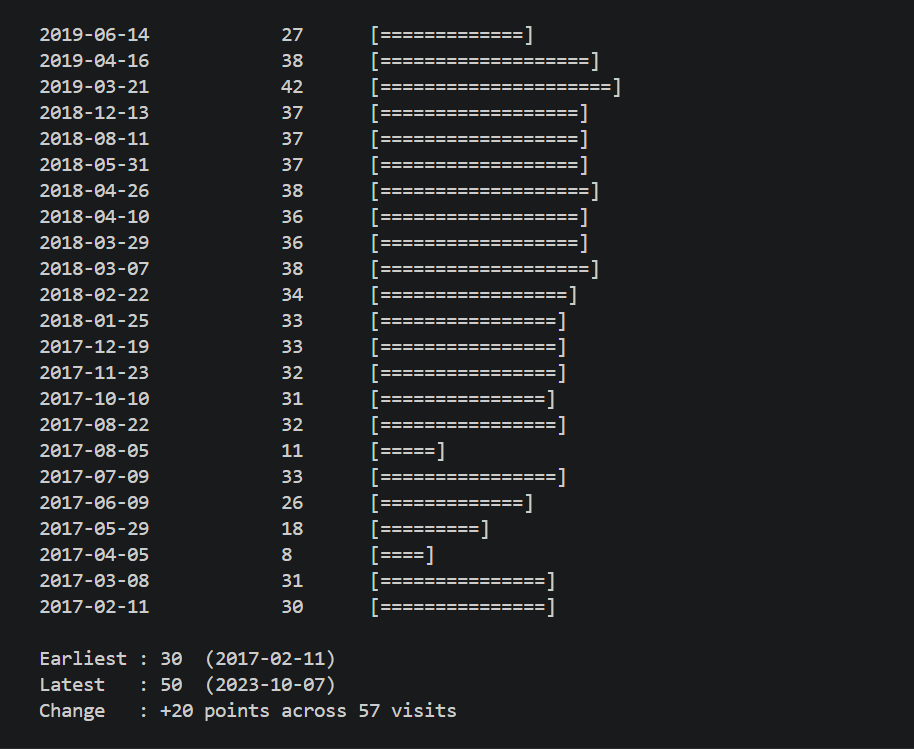 2019-06-14            27      [=============]
2019-04-16            38      [===================]
2019-03-21            42      [=====================]
2018-12-13            37      [==================]
2018-08-11            37      [==================]
2018-05-31            37      [==================]
2018-04-26            38      [===================]
2018-04-10            36      [==================]
2018-03-29            36      [==================]
2018-03-07            38      [===================]
2018-02-22            34      [=================]
2018-01-25            33      [================]
2017-12-19            33      [================]
2017-11-23            32      [================]
2017-10-10            31      [===============]
2017-08-22            32      [================]
2017-08-05            11      [=====]
2017-07-09            33      [================]
2017-06-09            26      [=============]
2017-05-29            18      [=========]
2017-04-05            8       [====]
2017-03-08            31      [===============]
2017-02-11            30      [===============]
Earliest : 30  (2017-02-11)
Latest   : 50  (2023-10-07)
Change   : +20 points across 57 visits